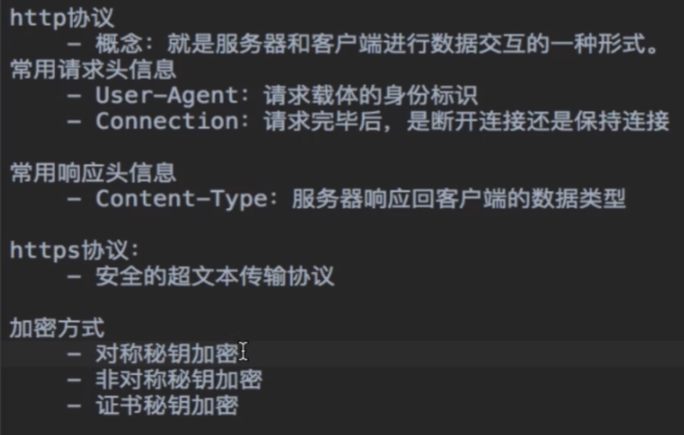 http协议
- 概念：就是服务器和客户端进行数据交互的一种形式。
常用请求头信息
- User-Agent：请求载体的身份标识
- Connection：请求完毕后，是断开连接还是保持连接
常用响应头信息
- Content-Type：服务器响应回客户端的数据类型
https协议：
- 安全的超文本传输协议
加密方式
- 对称秘钥加密
- 非对称秘钥加密
- 证书秘钥加密